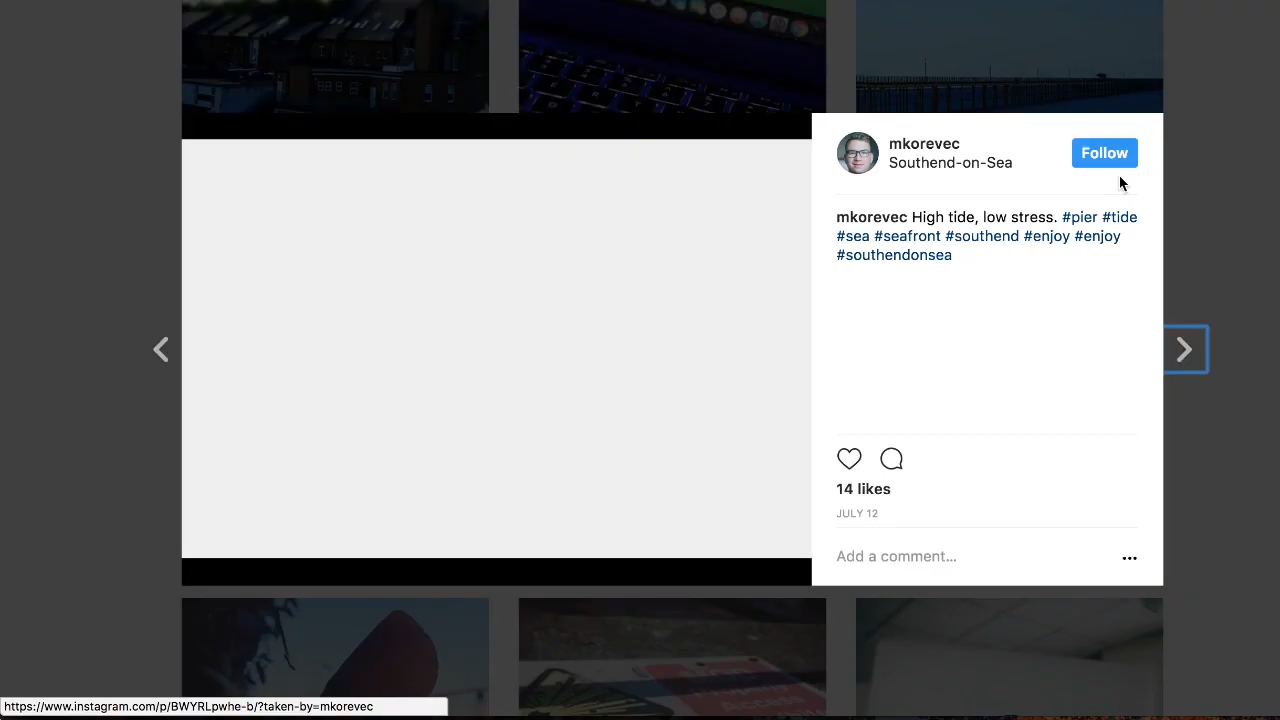 mkorevec
Southend-on-Sea
Follow
mkorevec High tide, low stress. #pier #tide
#sea #seafront #southend #enjoy #enjoy
#southendonsea
14 likes
JULY 12
Add a comment...
https://www.instagram.com/p/BWYRLpwhe-b/?taken-by=mkorevec